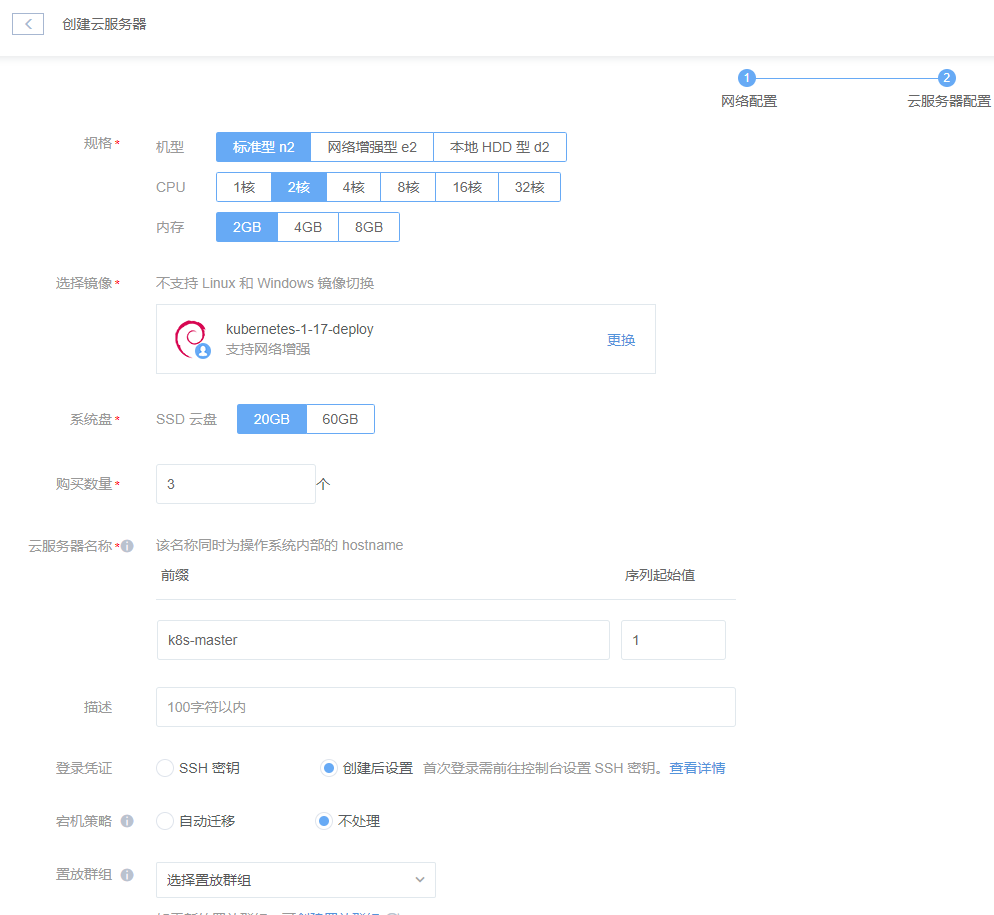 创建云服务器
1 2
网络配置 云服务器配置
规格* 机型 标准型 n2 网络增强型 e2 本地 HDD 型 d2
CPU 1核 2核 4核 8核 16核 32核
内存 2GB 4GB 8GB
选择镜像* 不支持 Linux 和 Windows 镜像切换
kubernetes-1-17-deploy
支持网络增强 更换
系统盘* SSD 云盘 20GB 60GB
购买数量* 3 个
云服务器名称* 该名称同时为操作系统内部的 hostname
前缀 序列起始值
k8s-master 1
描述 100字符以内
登录凭证 SSH 密钥 创建后设置 首次登录需前往控制台设置 SSH 密钥。查看详情
宕机策略 自动迁移 不处理
置放群组 选择置放群组